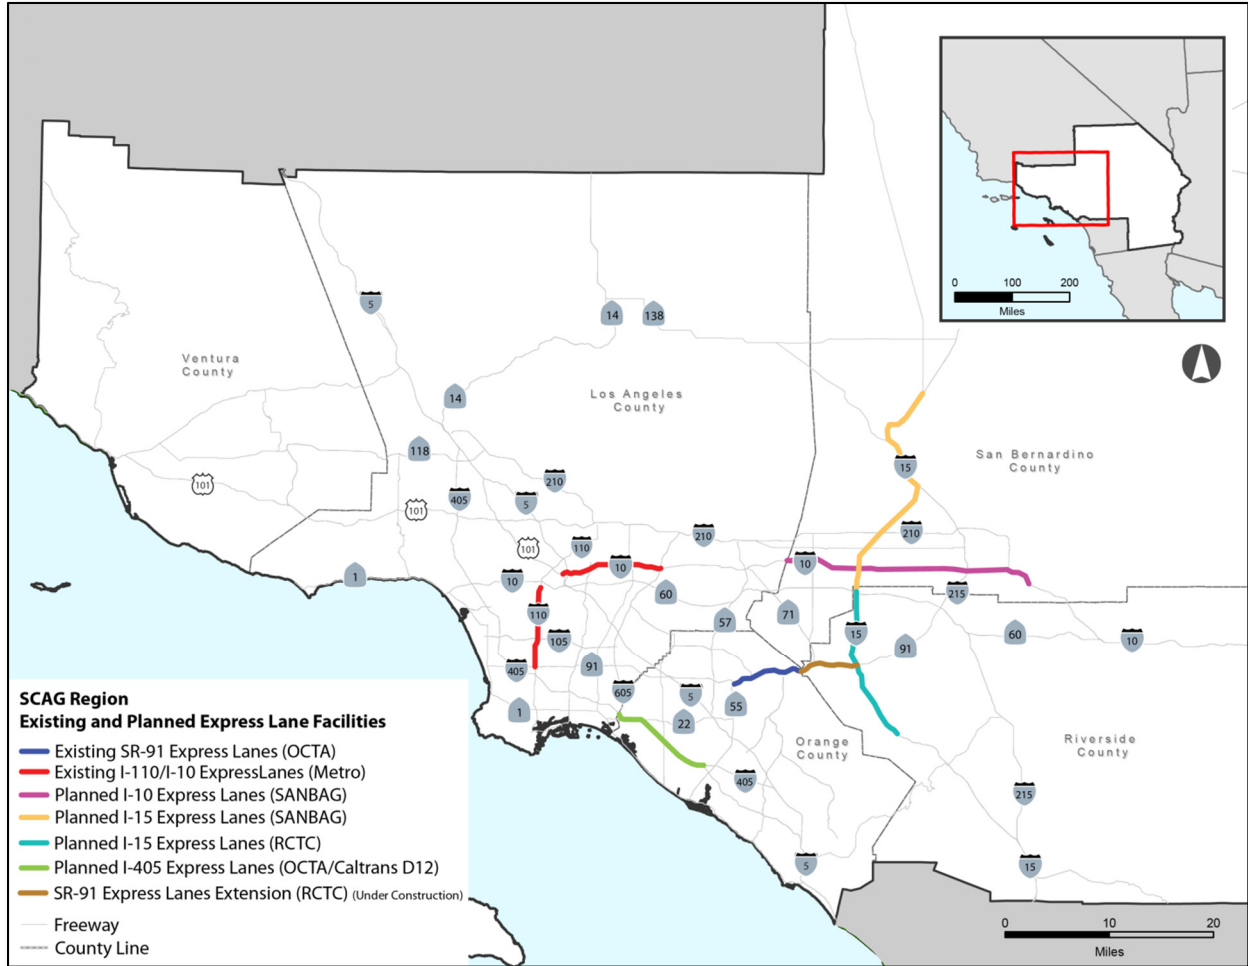 0 100 200
Miles
5
14
138
Ventura
County
Los Angeles
County
14
118
San Bernardino
County
15
101
405
210
5
101
210
210
110
101
10
10
10
1
60
215
110
57
71
15
60
10
105
91
91
405
605
5
55
1
22
Orange
County
Riverside
County
405
215
5
15
SCAG Region
Existing and Planned Express Lane Facilities
Existing SR-91 Express Lanes (OCTA)
Existing I-110/I-10 ExpressLanes (Metro)
Planned I-10 Express Lanes (SANBAG)
Planned I-15 Express Lanes (SANBAG)
Planned I-15 Express Lanes (RCTC)
Planned I-405 Express Lanes (OCTA/Caltrans D12)
SR-91 Express Lanes Extension (RCTC) (Under Construction)
Freeway
County Line
0 10 20
Miles